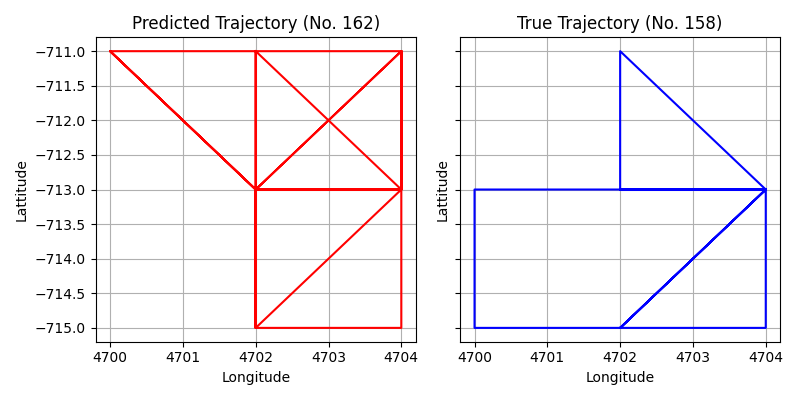 Predicted Trajectory (No. 162)
True Trajectory (No. 158)
−711.0
−711.5
−712.0
−712.5
−713.0
−713.5
−714.0
−714.5
−715.0
Lattitude
Lattitude
4700 4701 4702 4703 4704
4700 4701 4702 4703 4704
Longitude
Longitude